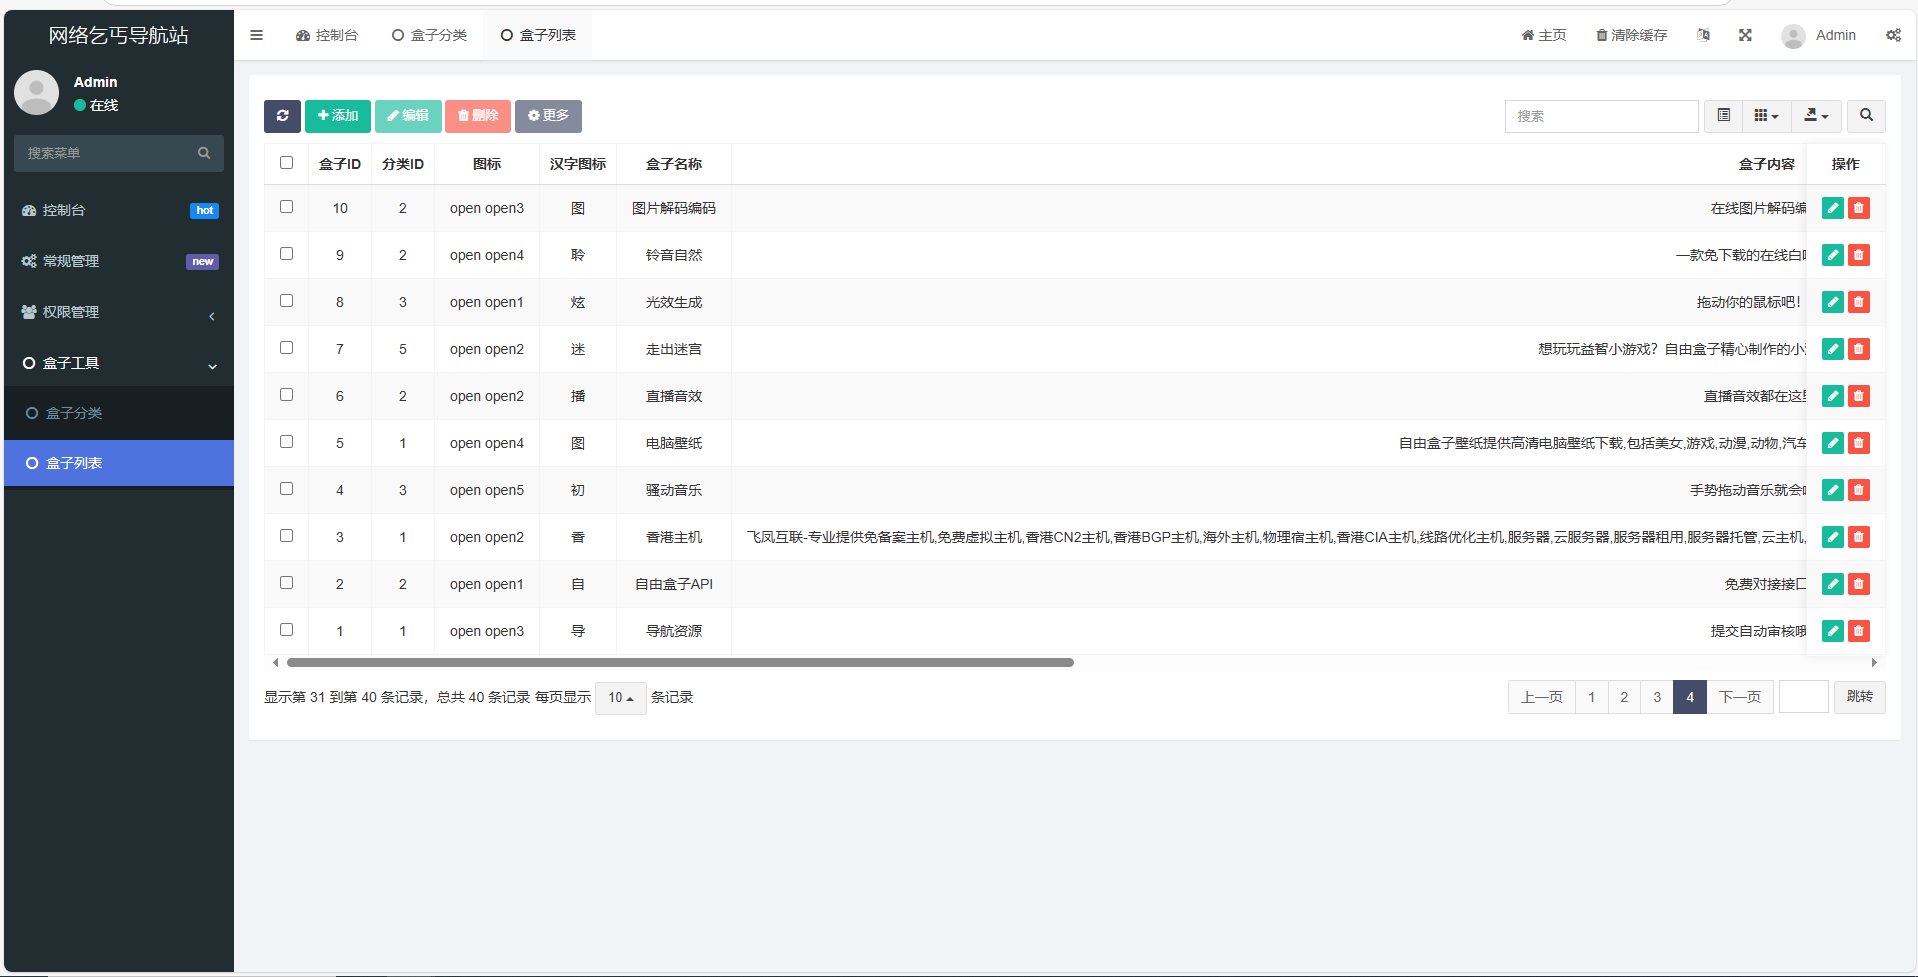 网络乞丐导航站
控制台
盒子分类
盒子列表
主页
清除缓存
Admin
Admin
在线
搜索菜单
控制台 hot
常规管理 new
权限管理
盒子工具
盒子分类
盒子列表
添加 编辑 删除 更多
搜索
盒子ID 分类ID 图标 汉字图标 盒子名称 盒子内容 操作
10 2 open open3 图 图片解码编码 在线图片解码编
9 2 open open4 聆 铃音自然 一款免下载的在线白
8 3 open open1 炫 光效生成 拖动你的鼠标吧!
7 5 open open2 迷 走出迷宫 想玩玩益智小游戏？自由盒子精心制作的小
6 2 open open2 播 直播音效 直播音效都在这
5 1 open open4 图 电脑壁纸 自由盒子壁纸提供高清电脑壁纸下载,包括美女,游戏,动漫,动物,汽车
4 3 open open5 初 骚动音乐 手势拖动音乐就会
3 1 open open2 香 香港主机 飞凤互联-专业提供免备案主机,免费虚拟主机,香港CN2主机,香港BGP主机,海外主机,物理宿主机,香港CIA主机,线路优化主机,服务器,云服务器,服务器租用,服务器托管,云主机,
2 2 open open1 自 自由盒子API 免费对接接口
1 1 open open3 导 导航资源 提交自动审核哦
显示第 31 到第 40 条记录，总共 40 条记录 每页显示 10 条记录
上一页 1 2 3 4 下一页 跳转